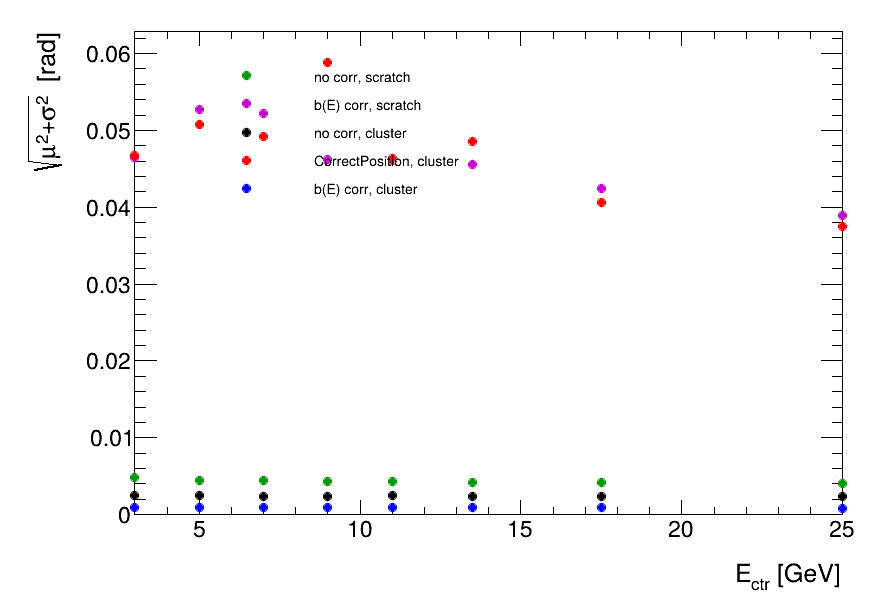 √μ²+σ² [rad]
0.06
0.05
0.04
0.03
0.02
0.01
0
no corr, scratch
b(E) corr, scratch
no corr, cluster
CorrectPosition, cluster
b(E) corr, cluster
5 10 15 20 25
E_ctr [GeV]